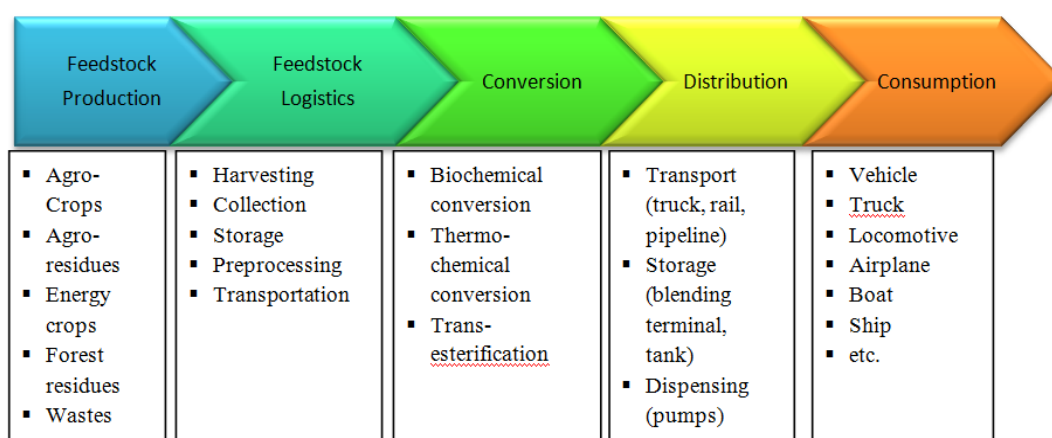 Feedstock
Production
Feedstock
Logistics
Conversion
Distribution
Consumption
▪ Agro-
Crops
▪ Agro-
residues
▪ Energy
crops
▪ Forest
residues
▪ Wastes
▪ Harvesting
▪ Collection
▪ Storage
▪ Preprocessing
▪ Transportation
▪ Biochemical
conversion
▪ Thermo-
chemical
conversion
▪ Trans-
esterification
▪ Transport
(truck, rail,
pipeline)
▪ Storage
(blending
terminal,
tank)
▪ Dispensing
(pumps)
▪ Vehicle
▪ Truck
▪ Locomotive
▪ Airplane
▪ Boat
▪ Ship
▪ etc.